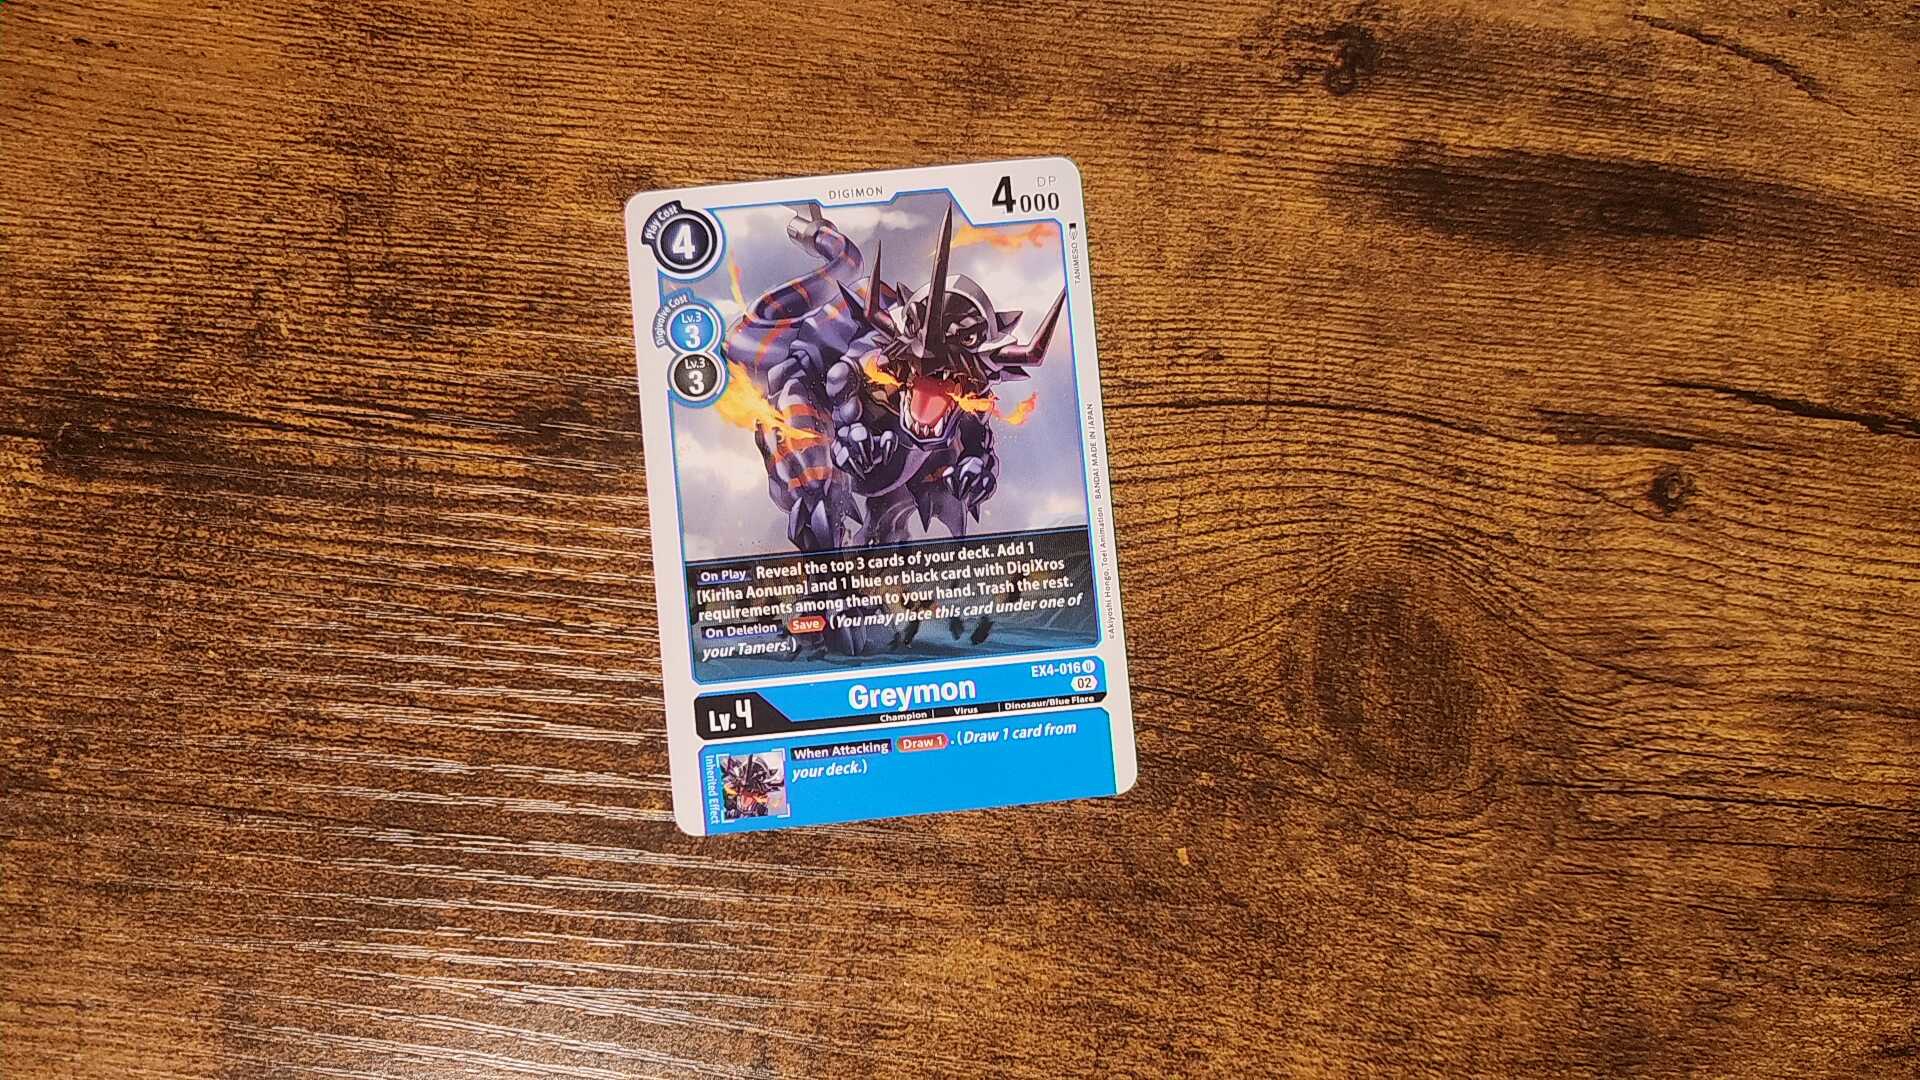 DIGIMON
Play Cost
4
DP
4000
Digivolve Cost
Lv.3
3
Lv.3
3
TANIMESO
BANDAI MADE IN JAPAN
©Akiyoshi Hongo, Toei Animation
On Play Reveal the top 3 cards of your deck. Add 1
[Kiriha Aonuma] and 1 blue or black card with DigiXros
requirements among them to your hand. Trash the rest.
On Deletion Save (You may place this card under one of
your Tamers.)
EX4-016 U
02
Lv.4
Greymon
Champion | Virus | Dinosaur/Blue Flare
Inherited Effect
When Attacking Draw 1. (Draw 1 card from
your deck.)